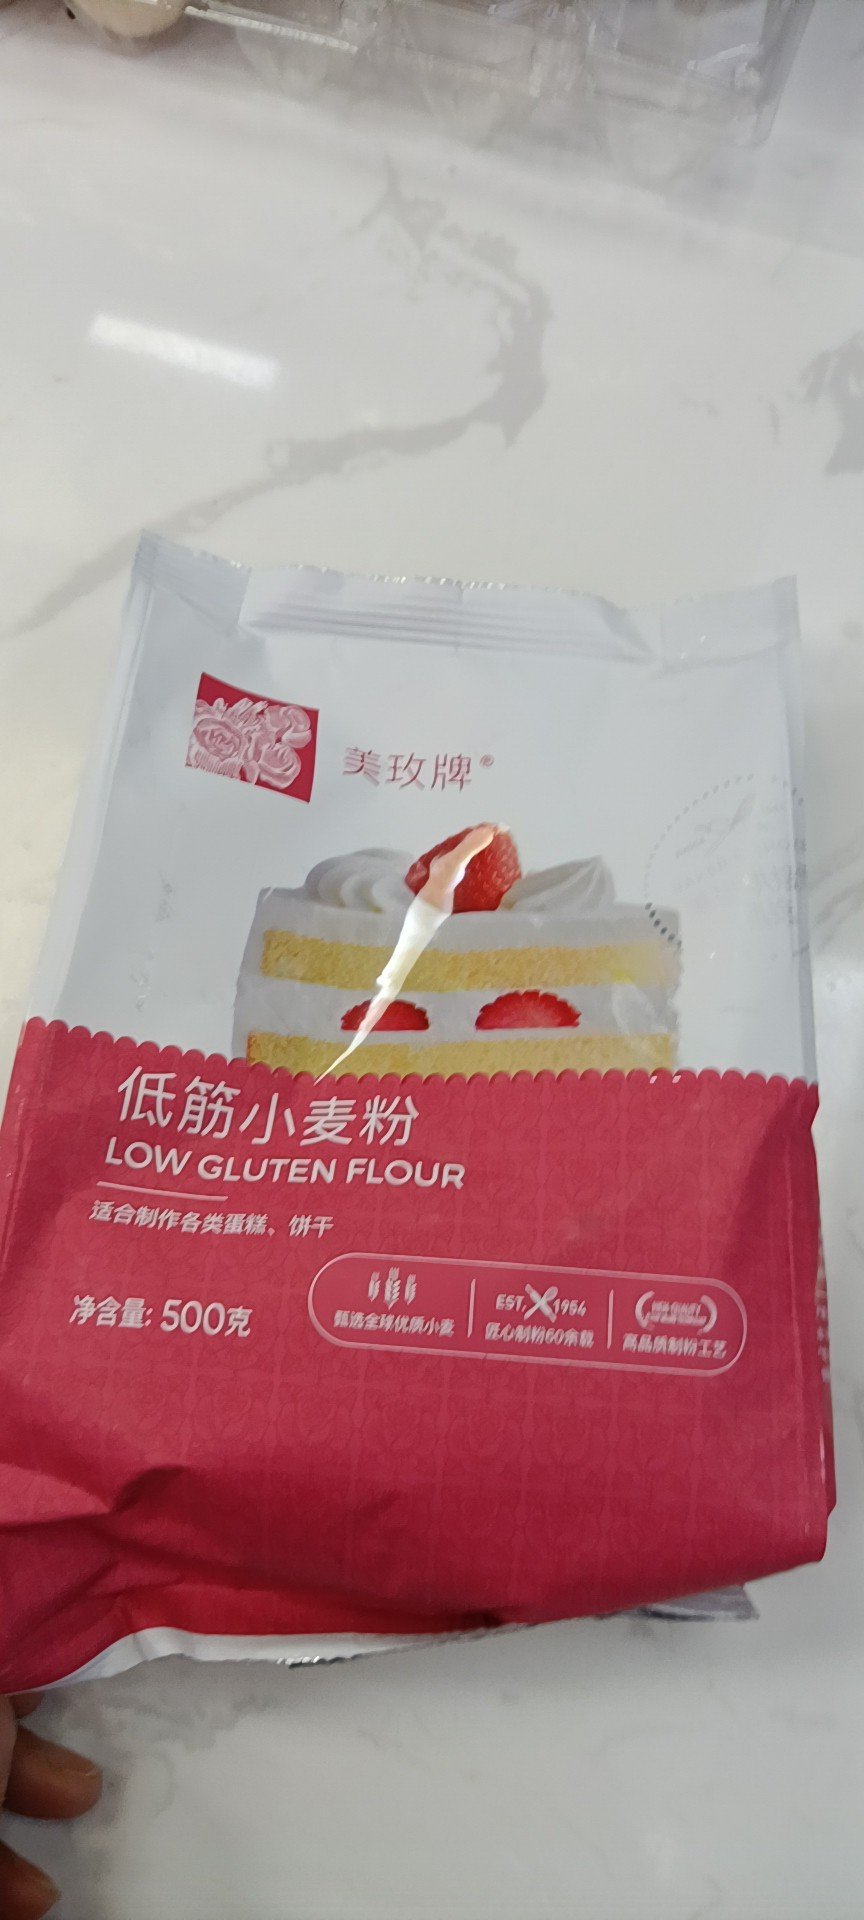 美玫牌®
低筋小麦粉
LOW GLUTEN FLOUR
适合制作各类蛋糕、饼干
净含量: 500克
甄选全球优质小麦
EST. 1954
匠心制粉60余载
高品质制粉工艺